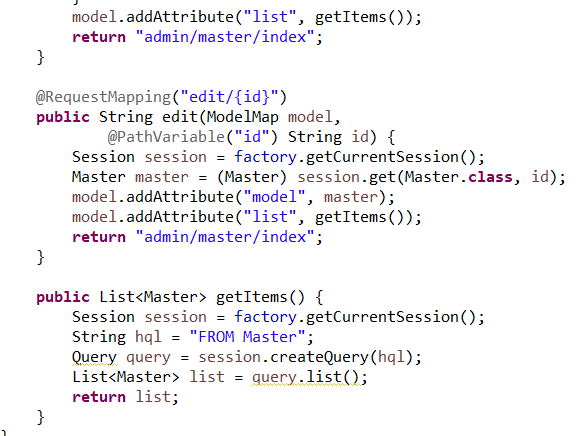 }
model.addAttribute("list", getItems());
return "admin/master/index";
}
@RequestMapping("edit/{id}")
public String edit(ModelMap model,
@PathVariable("id") String id) {
Session session = factory.getCurrentSession();
Master master = (Master) session.get(Master.class, id);
model.addAttribute("model", master);
model.addAttribute("list", getItems());
return "admin/master/index";
}
public List<Master> getItems() {
Session session = factory.getCurrentSession();
String hql = "FROM Master";
Query query = session.createQuery(hql);
List<Master> list = query.list();
return list;
}
}